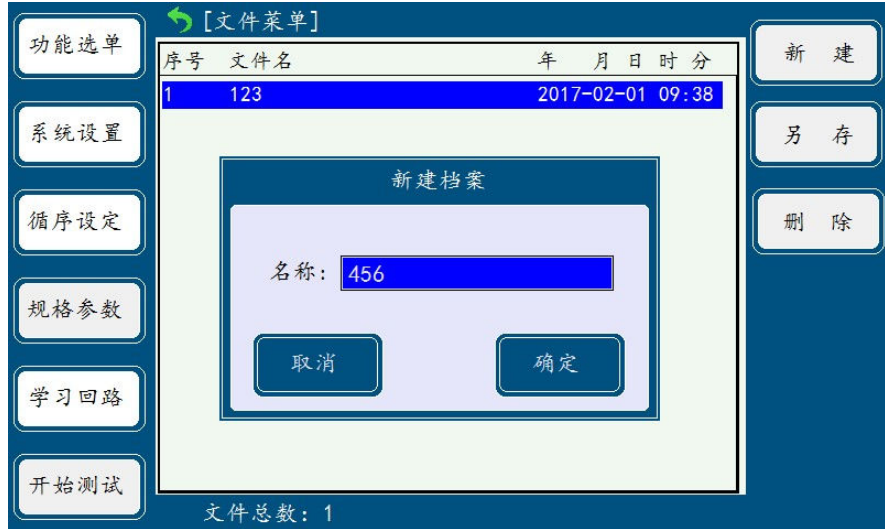 [文件菜单]
功能选单
系统设置
循序设定
规格参数
学习回路
开始测试
序号 文件名 年 月 日 时 分
1 123 2017-02-01 09:38
新建档案
名称: 456
取消 确定
文件总数: 1
新 建
另 存
删 除